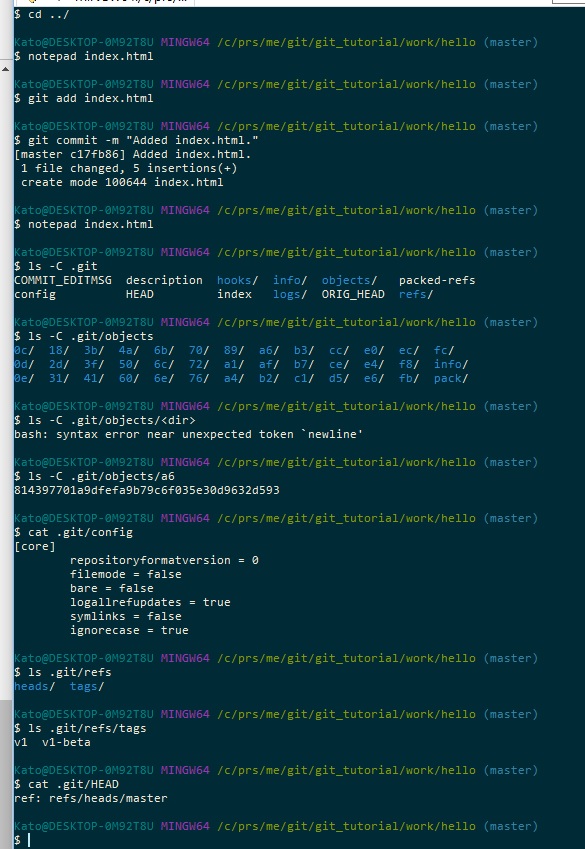 $ cd ../
Kato@DESKTOP-0M92T8U MINGW64 /c/prs/me/git/git_tutorial/work/hello (master)
$ notepad index.html
Kato@DESKTOP-0M92T8U MINGW64 /c/prs/me/git/git_tutorial/work/hello (master)
$ git add index.html
Kato@DESKTOP-0M92T8U MINGW64 /c/prs/me/git/git_tutorial/work/hello (master)
$ git commit -m "Added index.html."
[master c17fb86] Added index.html.
 1 file changed, 5 insertions(+)
 create mode 100644 index.html
Kato@DESKTOP-0M92T8U MINGW64 /c/prs/me/git/git_tutorial/work/hello (master)
$ notepad index.html
Kato@DESKTOP-0M92T8U MINGW64 /c/prs/me/git/git_tutorial/work/hello (master)
$ ls -C .git
COMMIT_EDITMSG  description  hooks/  info/  objects/   packed-refs
config          HEAD         index   logs/  ORIG_HEAD  refs/
Kato@DESKTOP-0M92T8U MINGW64 /c/prs/me/git/git_tutorial/work/hello (master)
$ ls -C .git/objects
0c/  18/  3b/  4a/  6b/  70/  89/  a6/  b3/  cc/  e0/  ec/  fc/
0d/  2d/  3f/  50/  6c/  72/  a1/  af/  b7/  ce/  e4/  f8/  info/
0e/  31/  41/  60/  6e/  76/  a4/  b2/  c1/  d5/  e6/  fb/  pack/
Kato@DESKTOP-0M92T8U MINGW64 /c/prs/me/git/git_tutorial/work/hello (master)
$ ls -C .git/objects/<dir>
bash: syntax error near unexpected token `newline'
Kato@DESKTOP-0M92T8U MINGW64 /c/prs/me/git/git_tutorial/work/hello (master)
$ ls -C .git/objects/a6
814397701a9dfefa9b79c6f035e30d9632d593
Kato@DESKTOP-0M92T8U MINGW64 /c/prs/me/git/git_tutorial/work/hello (master)
$ cat .git/config
[core]
        repositoryformatversion = 0
        filemode = false
        bare = false
        logallrefupdates = true
        symlinks = false
        ignorecase = true
Kato@DESKTOP-0M92T8U MINGW64 /c/prs/me/git/git_tutorial/work/hello (master)
$ ls .git/refs
heads/  tags/
Kato@DESKTOP-0M92T8U MINGW64 /c/prs/me/git/git_tutorial/work/hello (master)
$ ls .git/refs/tags
v1  v1-beta
Kato@DESKTOP-0M92T8U MINGW64 /c/prs/me/git/git_tutorial/work/hello (master)
$ cat .git/HEAD
ref: refs/heads/master
Kato@DESKTOP-0M92T8U MINGW64 /c/prs/me/git/git_tutorial/work/hello (master)
$